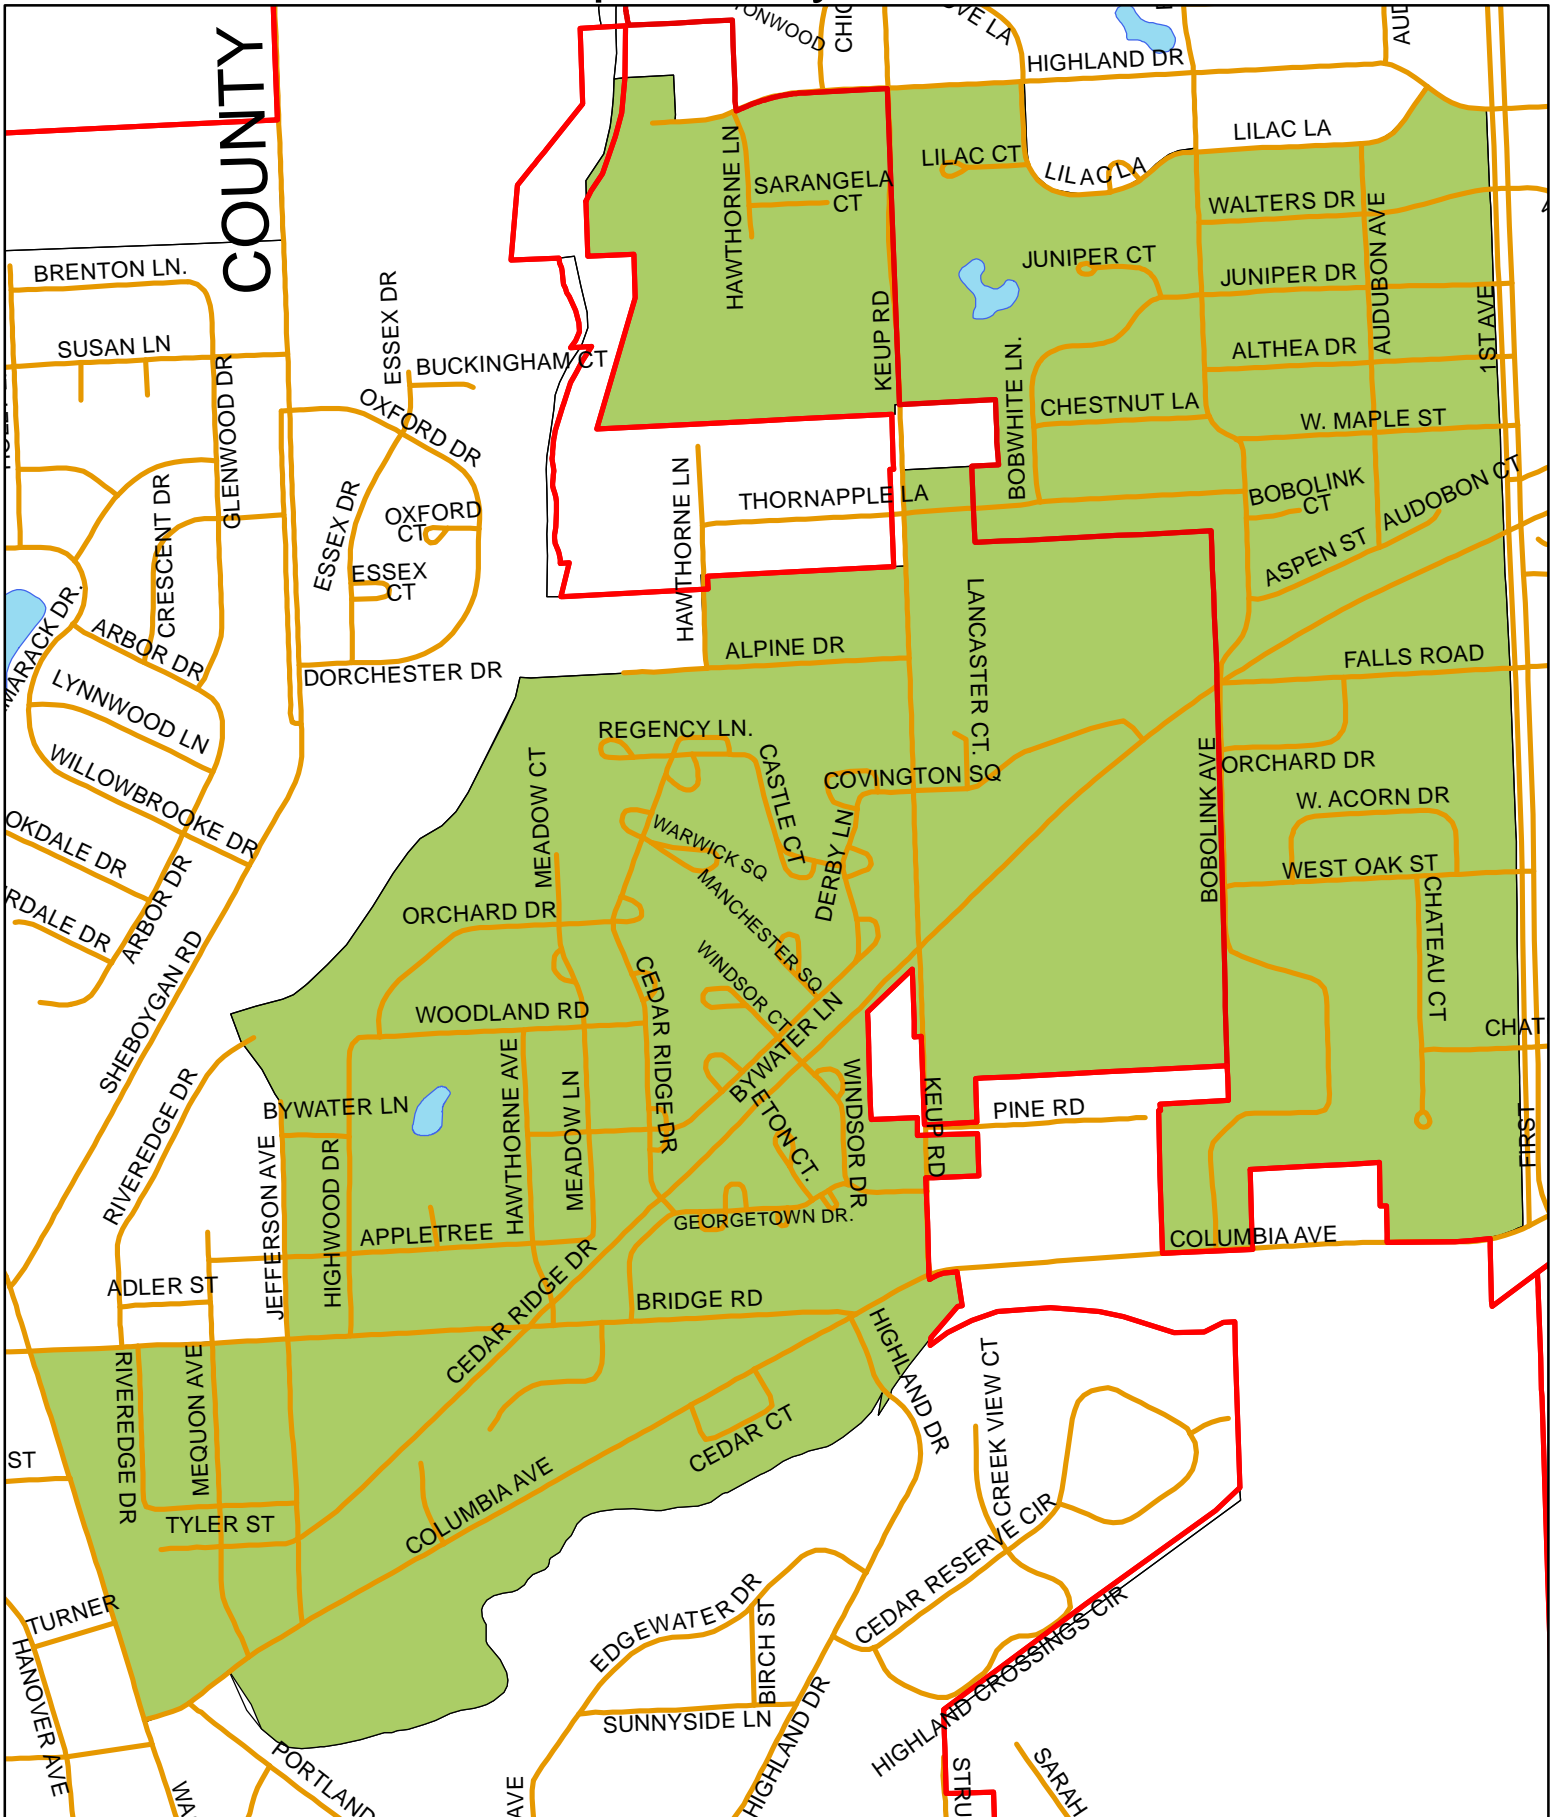 HIGHLAND DR
COUNTY
LILAC LA
LILAC CT
LILAC LA
HAWTHORNE LN
SARANGELA
CT
WALTERS DR
AUDUBON AVE
JUNIPER CT
JUNIPER DR
BRENTON LN.
ESSEX DR
KEUP RD
1ST AVE
SUSAN LN
BUCKINGHAM CT
ALTHEA DR
GLENWOOD DR
OXFORD DR
BOBWHITE LN.
CHESTNUT LA
W. MAPLE ST
CRESCENT DR
ESSEX DR
OXFORD
CT
HAWTHORNE LN
THORNAPPLE LA
BOBOLINK
CT
AUDOBON CT
ASPEN ST
ESSEX
CT
LANCASTER CT.
ARBOR DR
DORCHESTER DR
ALPINE DR
FALLS ROAD
LYNNWOOD LN
REGENCY LN.
MEADOW CT
CASTLE CT
COVINGTON SQ
BOBOLINK AVE
ORCHARD DR
WILLOWBROOKE DR
W. ACORN DR
WARWICK SQ
DERBY LN
OKDALE DR
WEST OAK ST
MANCHESTER SQ
CHATEAU CT
RDALE DR
ARBOR DR
ORCHARD DR
SHEBOYGAN RD
WINDSOR CT
CEDAR RIDGE DR
WOODLAND RD
BYWATER LN
CHAT
RIVEREDGE DR
BYWATER LN
HAWTHORNE AVE
MEADOW LN
ETON CT.
WINDSOR DR
KEUP RD
PINE RD
FIRST
JEFFERSON AVE
HIGHWOOD DR
APPLETREE
GEORGETOWN DR.
COLUMBIA AVE
ADLER ST
CEDAR RIDGE DR
BRIDGE RD
HIGHLAND DR
RIVEREDGE DR
MEQUON AVE
CREEK VIEW CT
CEDAR CT
ST
COLUMBIA AVE
TYLER ST
CEDAR RESERVE CIR
TURNER
EDGEWATER DR
BIRCH ST
HIGHLAND CROSSINGS CIR
HANOVER AVE
SUNNYSIDE LN
HIGHLAND DR
PORTLAND
WA
AVE
STRU
SARAH